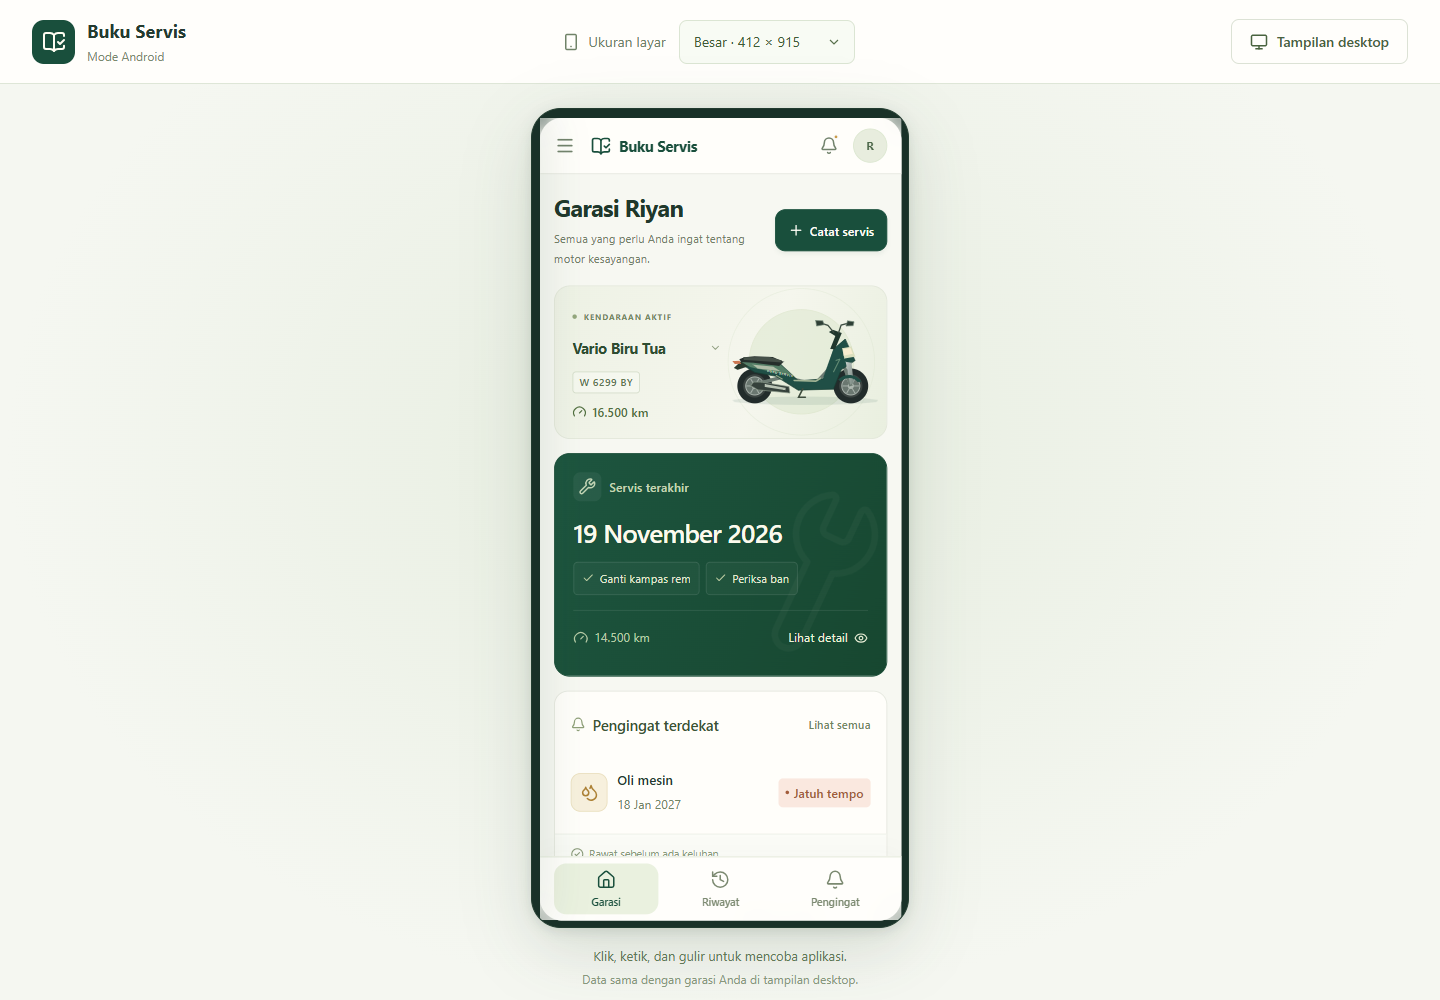 Buku Servis
Mode Android
Ukuran layar
Besar · 412 × 915
Tampilan desktop
Buku Servis
R
Garasi Riyan
Semua yang perlu Anda ingat tentang
motor kesayangan.
Catat servis
KENDARAAN AKTIF
Vario Biru Tua
W 6299 BY
16.500 km
Servis terakhir
19 November 2026
Ganti kampas rem
Periksa ban
14.500 km
Lihat detail
Pengingat terdekat
Lihat semua
Oli mesin
18 Jan 2027
• Jatuh tempo
Rawat sebelum ada keluhan
Garasi
Riwayat
Pengingat
Klik, ketik, dan gulir untuk mencoba aplikasi.
Data sama dengan garasi Anda di tampilan desktop.